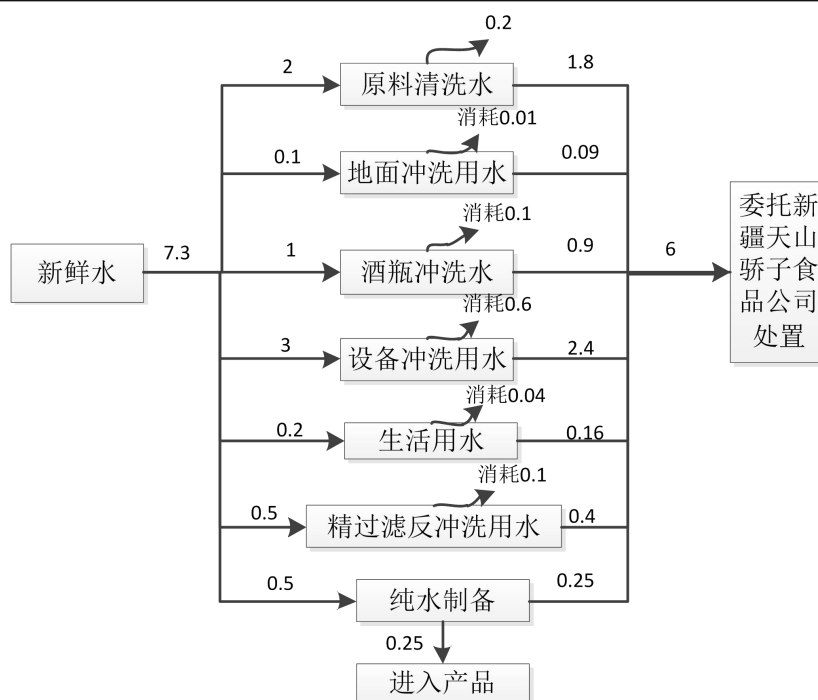 0.2
2
原料清洗水
1.8
消耗0.01
0.1
地面冲洗用水
0.09
消耗0.1
新鲜水
7.3
1
酒瓶冲洗水
0.9
6
委托新
疆天山
骄子食
品公司
处置
消耗0.6
3
设备冲洗用水
2.4
消耗0.04
0.2
生活用水
0.16
消耗0.1
0.5
精过滤反冲洗用水
0.4
0.5
纯水制备
0.25
0.25
进入产品